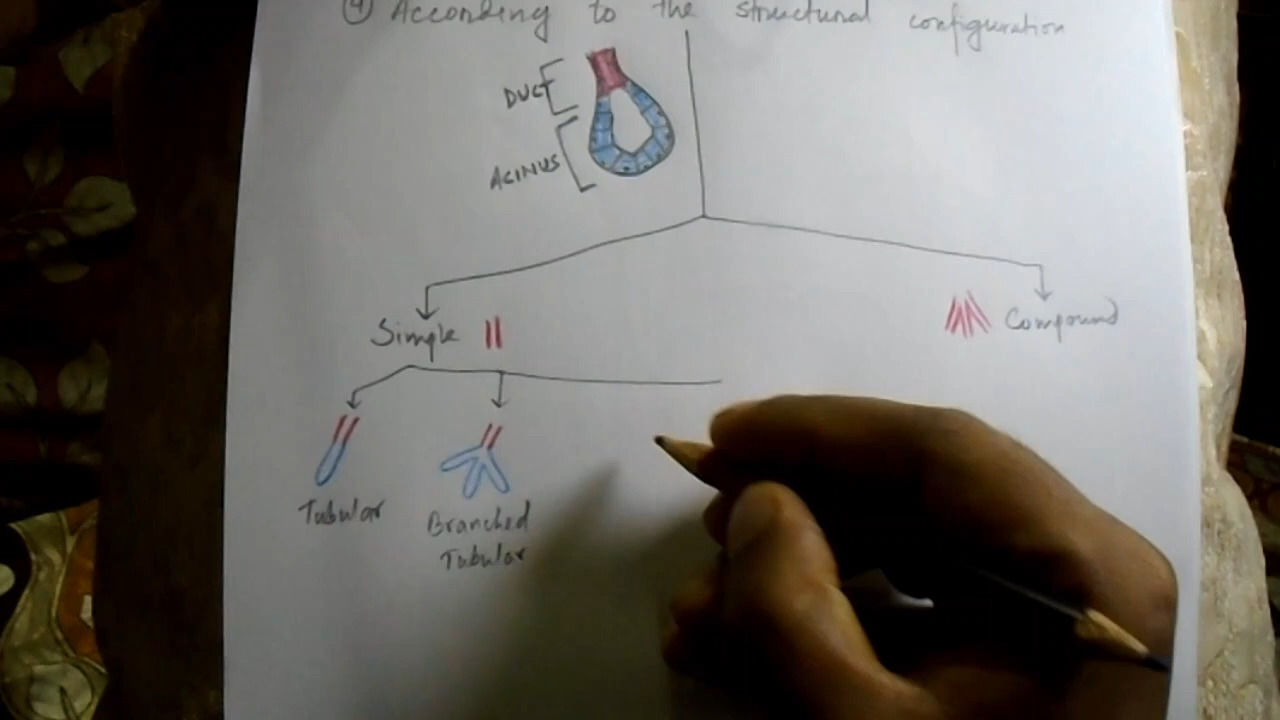 ④ According to the structural configuration
DUCT
ACINUS
Simple
Compound
Tubular
Branched
Tubular